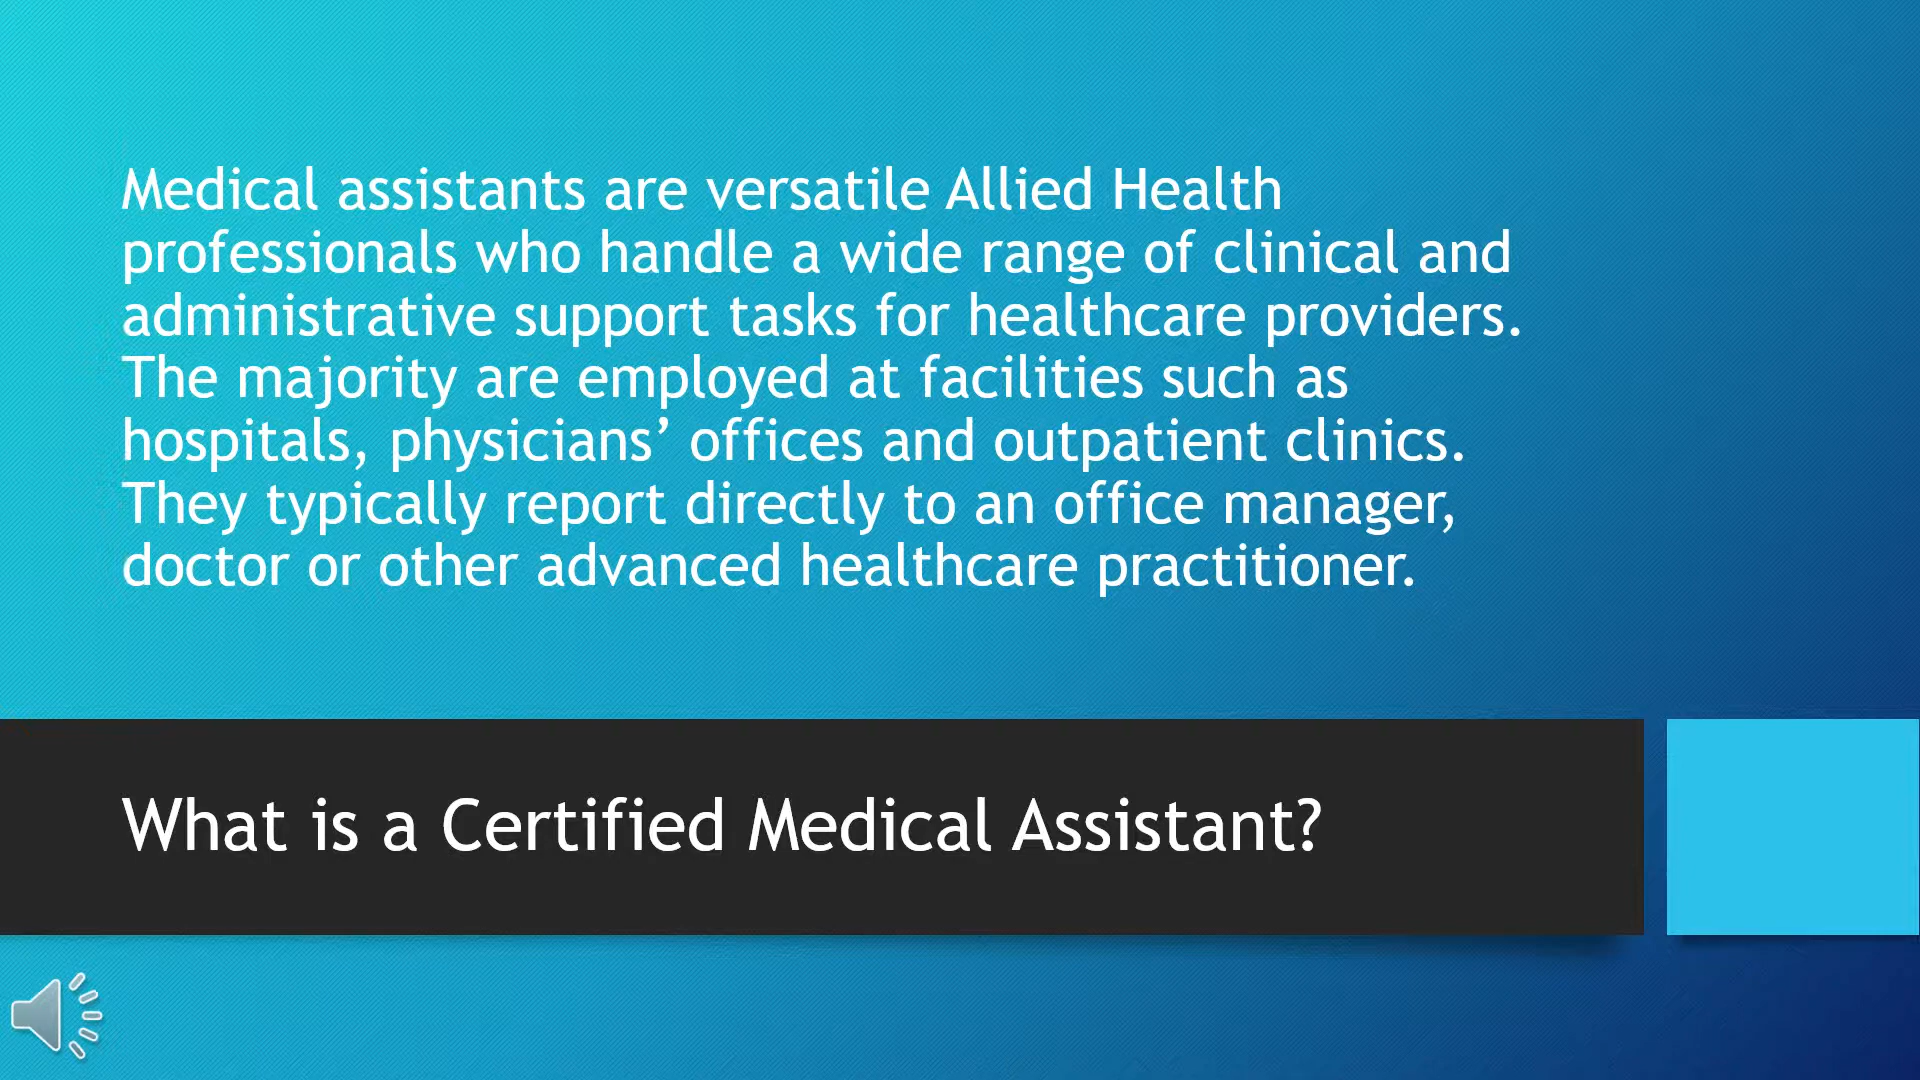 Medical assistants are versatile Allied Health
professionals who handle a wide range of clinical and
administrative support tasks for healthcare providers.
The majority are employed at facilities such as
hospitals, physicians’ offices and outpatient clinics.
They typically report directly to an office manager,
doctor or other advanced healthcare practitioner.
What is a Certified Medical Assistant?